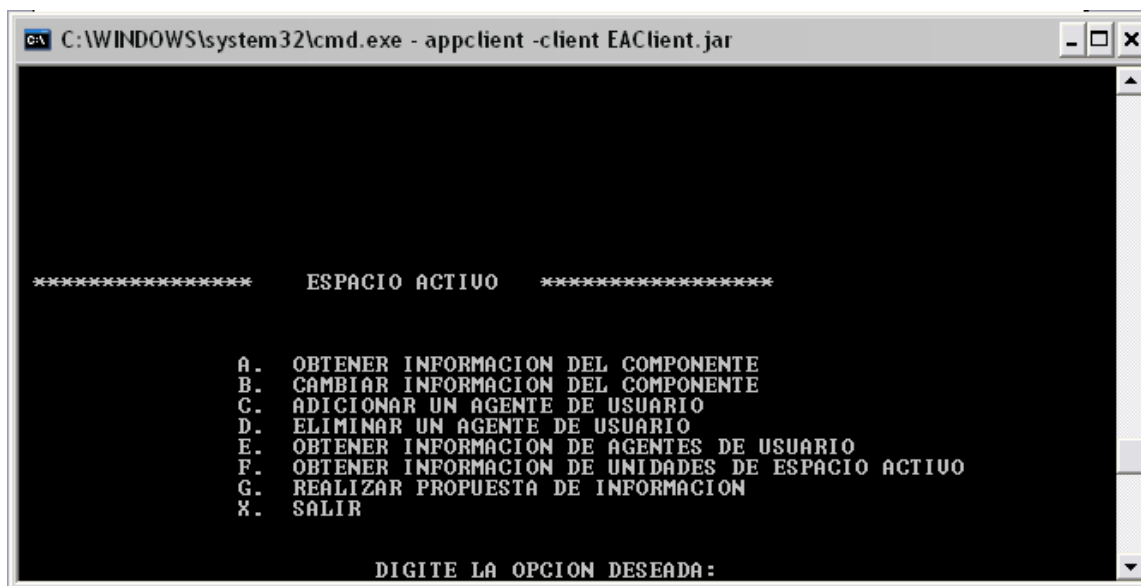 C:\WINDOWS\system32\cmd.exe - appclient -client EAClient.jar
**************** ESPACIO ACTIVO *****************
A. OBTENER INFORMACION DEL COMPONENTE
B. CAMBIAR INFORMACION DEL COMPONENTE
C. ADICIONAR UN AGENTE DE USUARIO
D. ELIMINAR UN AGENTE DE USUARIO
E. OBTENER INFORMACION DE AGENTES DE USUARIO
F. OBTENER INFORMACION DE UNIDADES DE ESPACIO ACTIVO
G. REALIZAR PROPUESTA DE INFORMACION
X. SALIR
DIGITE LA OPCION DESEADA: